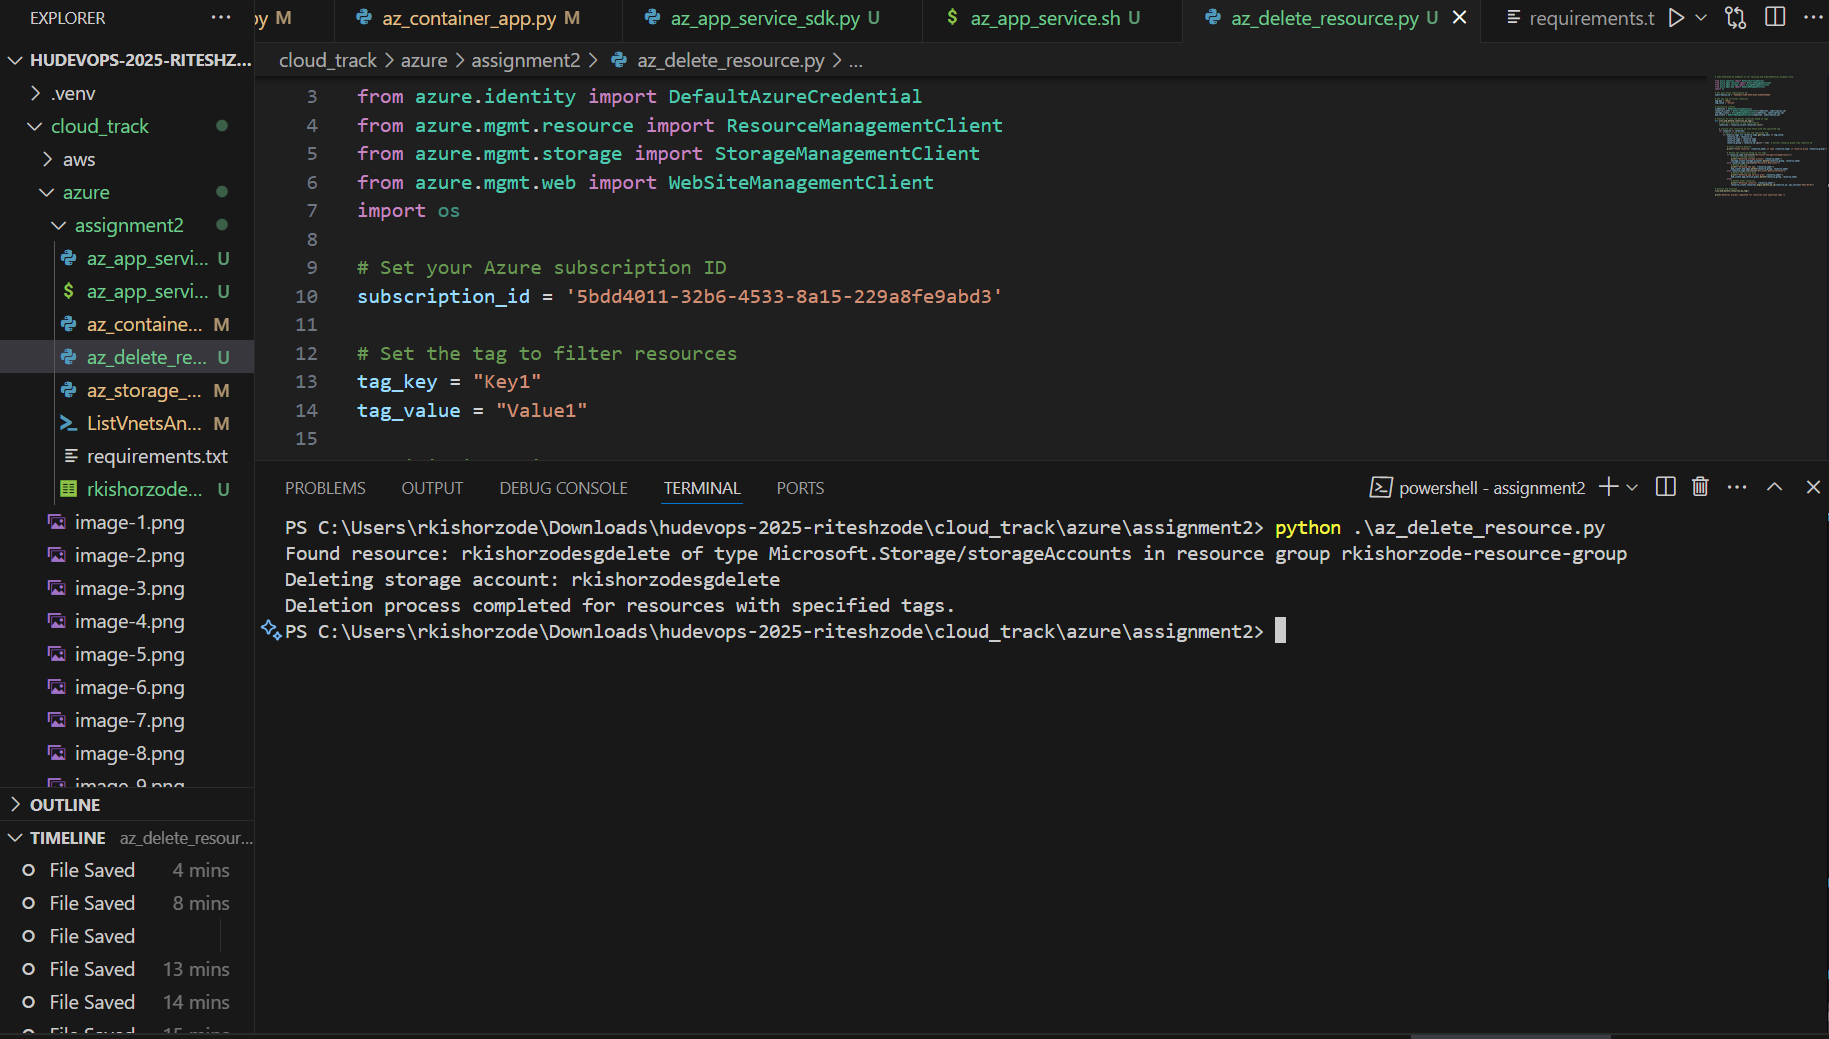 EXPLORER
HUDEVOPS-2025-RITESHZ...
.venv
cloud_track
aws
azure
assignment2
az_app_servi... U
az_app_servi... U
az_containe... M
az_delete_re... U
az_storage_... M
ListVnetsAn... M
requirements.txt
rkishorzode... U
image-1.png
image-2.png
image-3.png
image-4.png
image-5.png
image-6.png
image-7.png
image-8.png
image-9.png
OUTLINE
TIMELINE az_delete_resour...
File Saved 4 mins
File Saved 8 mins
File Saved
File Saved 13 mins
File Saved 14 mins
File Saved 15 mins
py M
az_container_app.py M
az_app_service_sdk.py U
az_app_service.sh U
az_delete_resource.py U
requirements.t
cloud_track > azure > assignment2 > az_delete_resource.py > ...
3 from azure.identity import DefaultAzureCredential
4 from azure.mgmt.resource import ResourceManagementClient
5 from azure.mgmt.storage import StorageManagementClient
6 from azure.mgmt.web import WebSiteManagementClient
7 import os
8
9 # Set your Azure subscription ID
10 subscription_id = '5bdd4011-32b6-4533-8a15-229a8fe9abd3'
11
12 # Set the tag to filter resources
13 tag_key = "Key1"
14 tag_value = "Value1"
15
PROBLEMS OUTPUT DEBUG CONSOLE TERMINAL PORTS
powershell - assignment2
PS C:\Users\rkishorzode\Downloads\hudevops-2025-riteshzode\cloud_track\azure\assignment2> python .\az_delete_resource.py
Found resource: rkishorzodesgdelete of type Microsoft.Storage/storageAccounts in resource group rkishorzode-resource-group
Deleting storage account: rkishorzodesgdelete
Deletion process completed for resources with specified tags.
PS C:\Users\rkishorzode\Downloads\hudevops-2025-riteshzode\cloud_track\azure\assignment2>